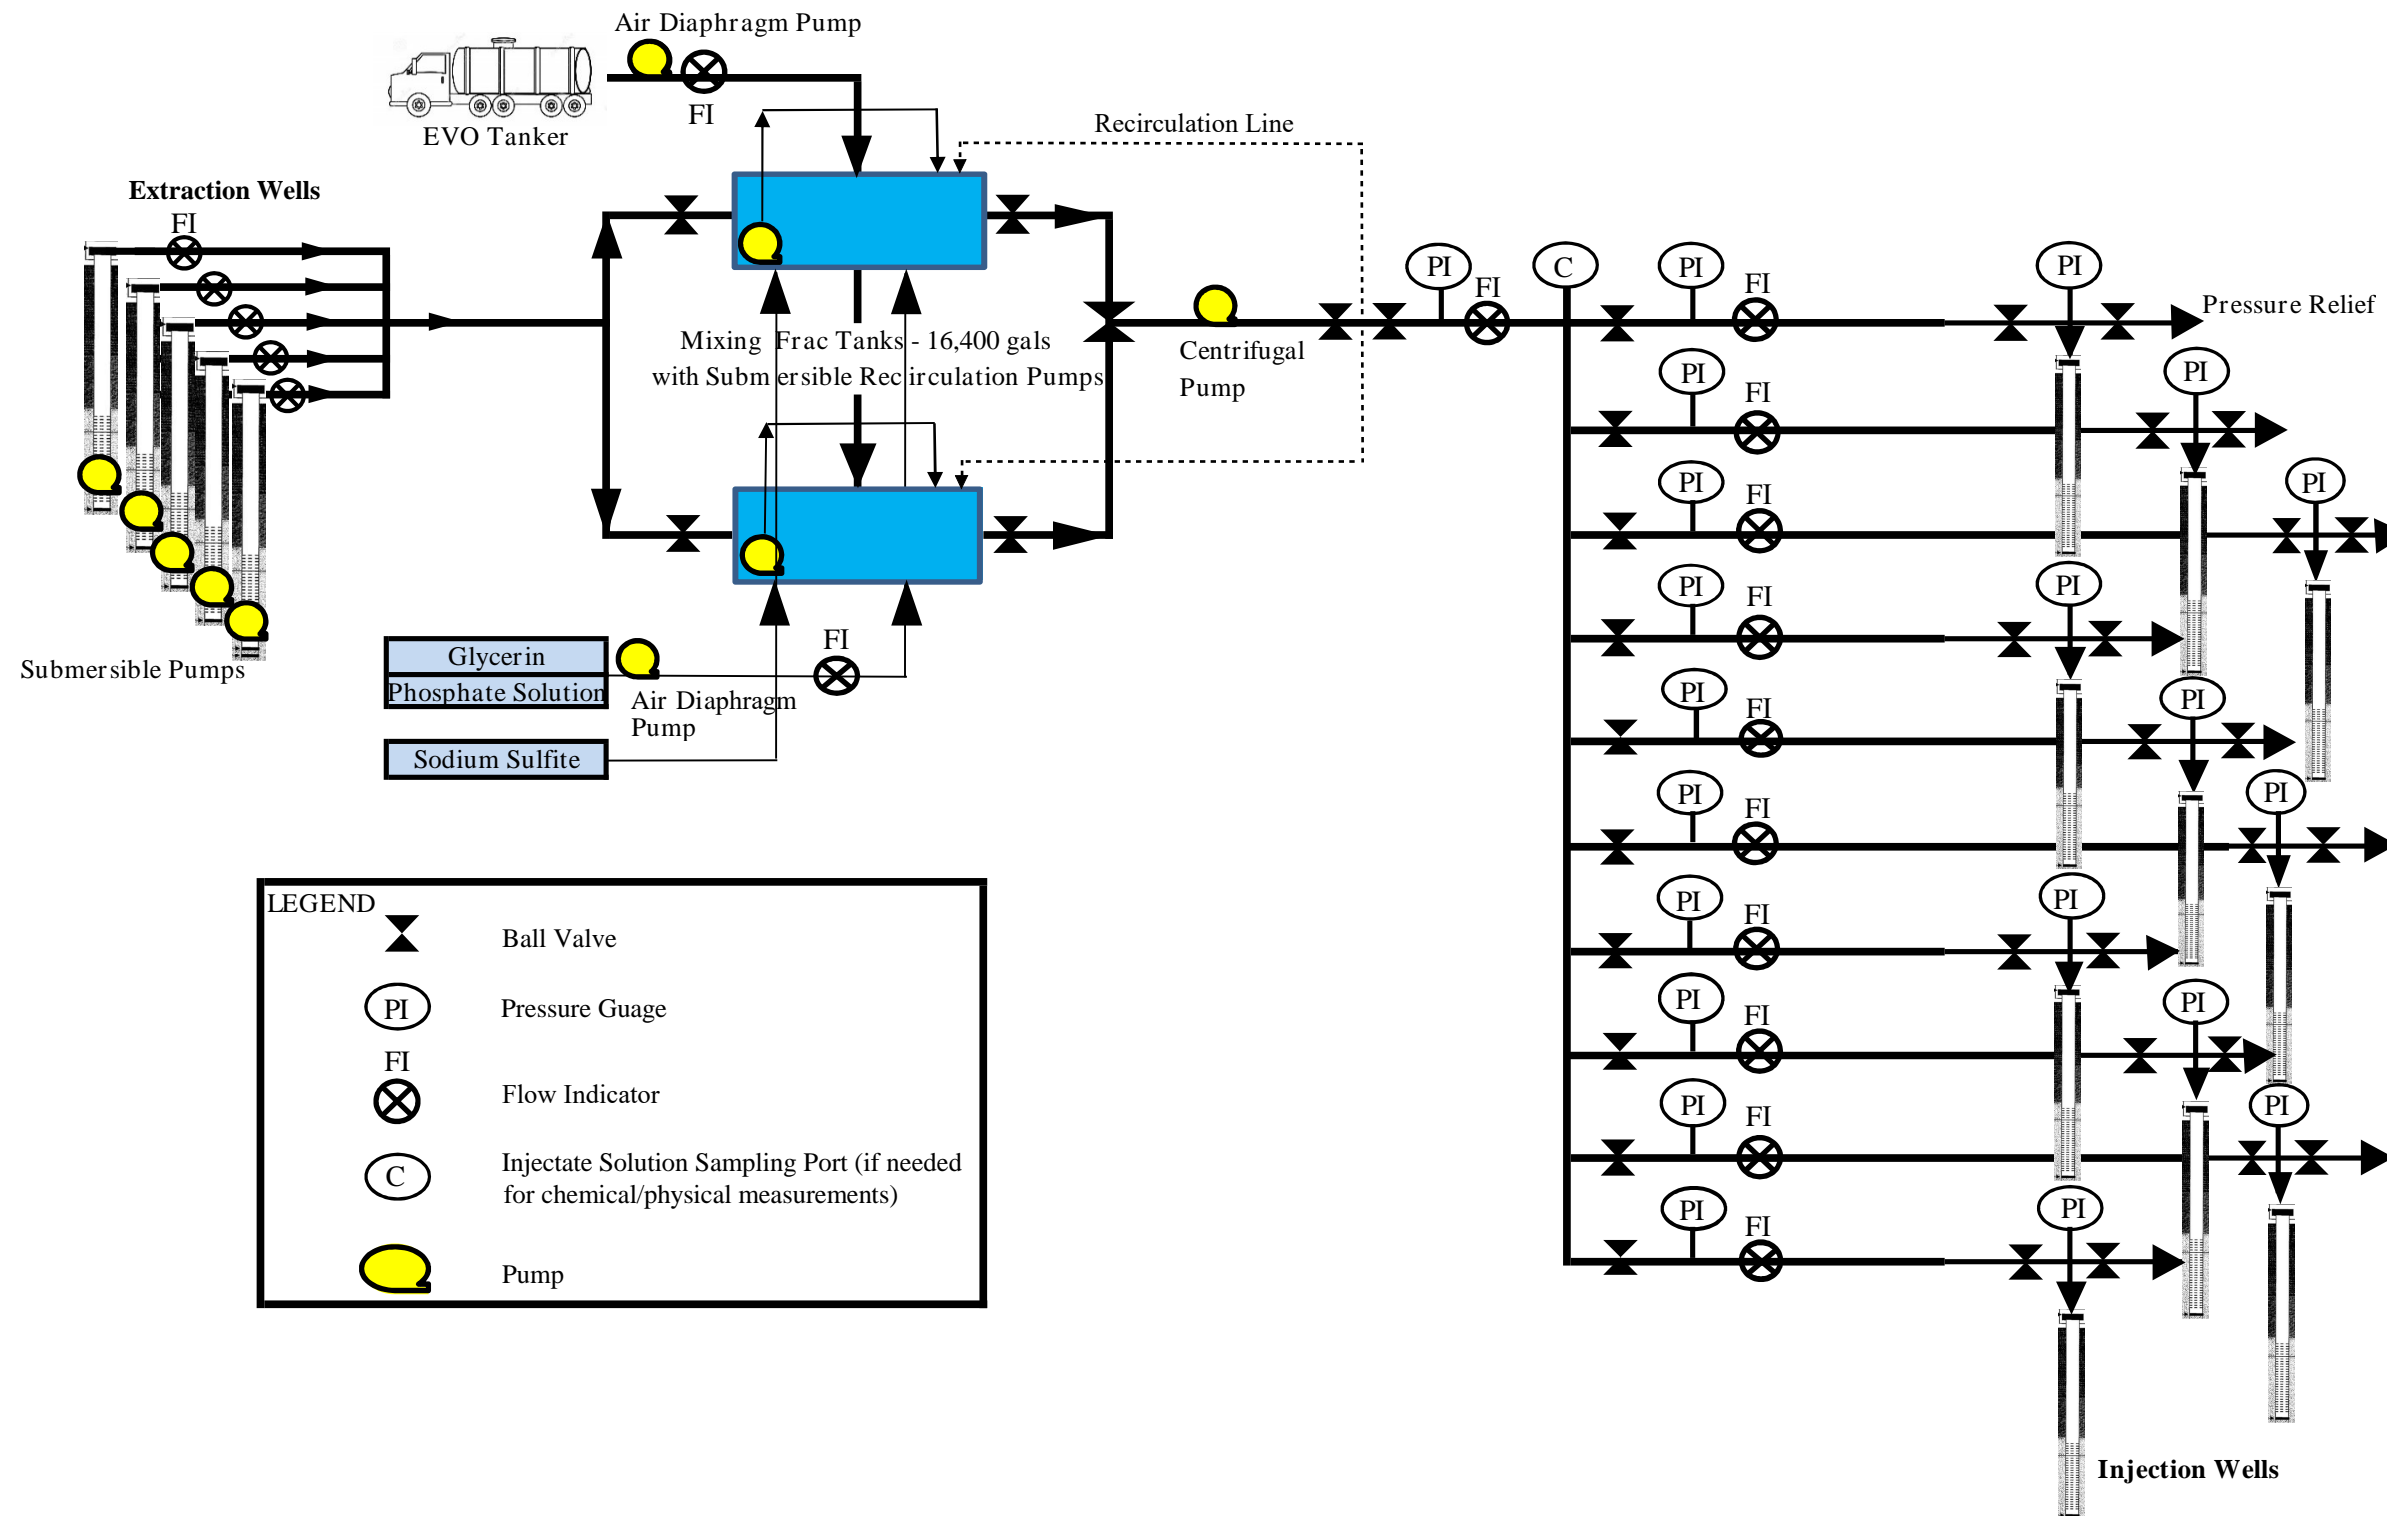 Air Diaphragm Pump
FI
EVO Tanker
Recirculation Line
Extraction Wells
FI
Submersible Pumps
Mixing Frac Tanks - 16,400 gals
with Submersible Recirculation Pumps
Centrifugal
Pump
Glycerin
Phosphate Solution
Sodium Sulfite
Air Diaphragm
Pump
FI
PI
FI
C
PI
FI
PI
Pressure Relief
PI
FI
PI
PI
FI
PI
PI
FI
PI
PI
FI
PI
PI
FI
PI
PI
FI
PI
PI
FI
PI
PI
FI
PI
PI
FI
PI
Injection Wells
LEGEND
Ball Valve
PI
Pressure Guage
FI
Flow Indicator
C
Injectate Solution Sampling Port (if needed
for chemical/physical measurements)
Pump